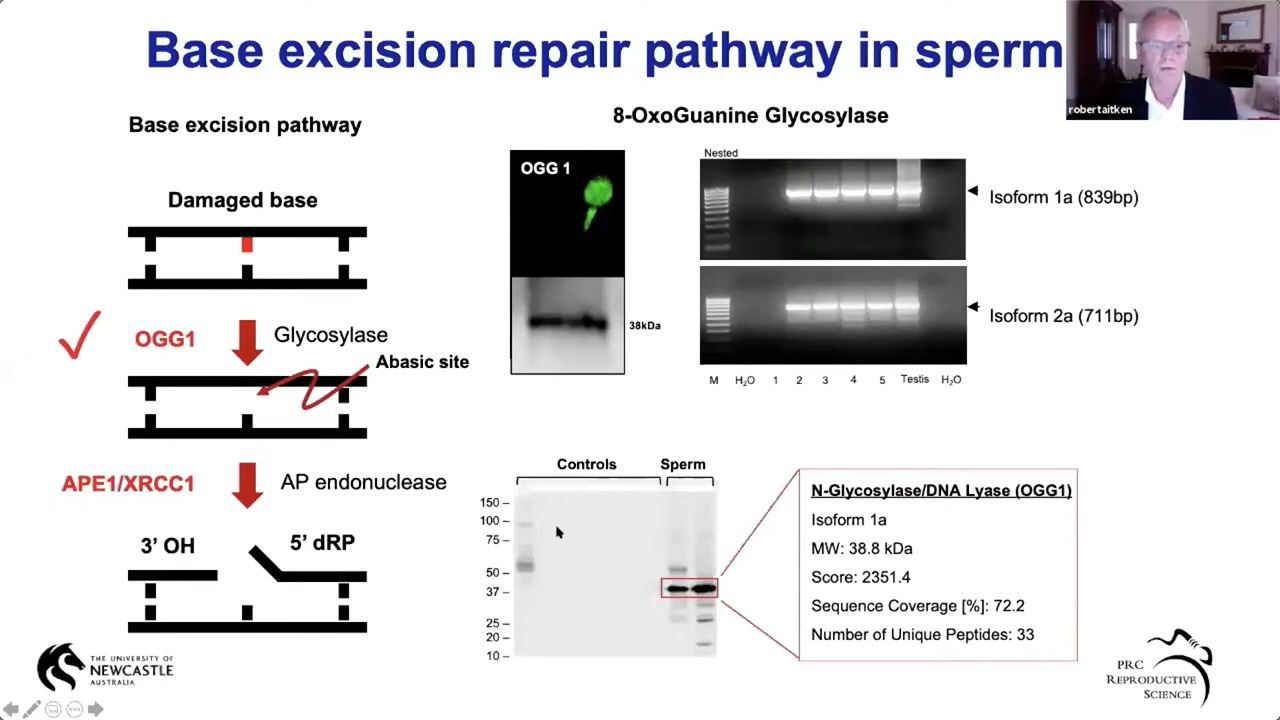 Base excision repair pathway in sperm
robertaitken
Base excision pathway
Damaged base
OGG1
Glycosylase
Abasic site
APE1/XRCC1
AP endonuclease
3’ OH
5’ dRP
8-OxoGuanine Glycosylase
OGG 1
38kDa
Nested
Isoform 1a (839bp)
Isoform 2a (711bp)
M H₂O 1 2 3 4 5 Testis H₂O
Controls
Sperm
150
100
75
50
37
25
20
10
N-Glycosylase/DNA Lyase (OGG1)
Isoform 1a
MW: 38.8 kDa
Score: 2351.4
Sequence Coverage [%]: 72.2
Number of Unique Peptides: 33
THE UNIVERSITY OF
NEWCASTLE
AUSTRALIA
PRC
REPRODUCTIVE
SCIENCE